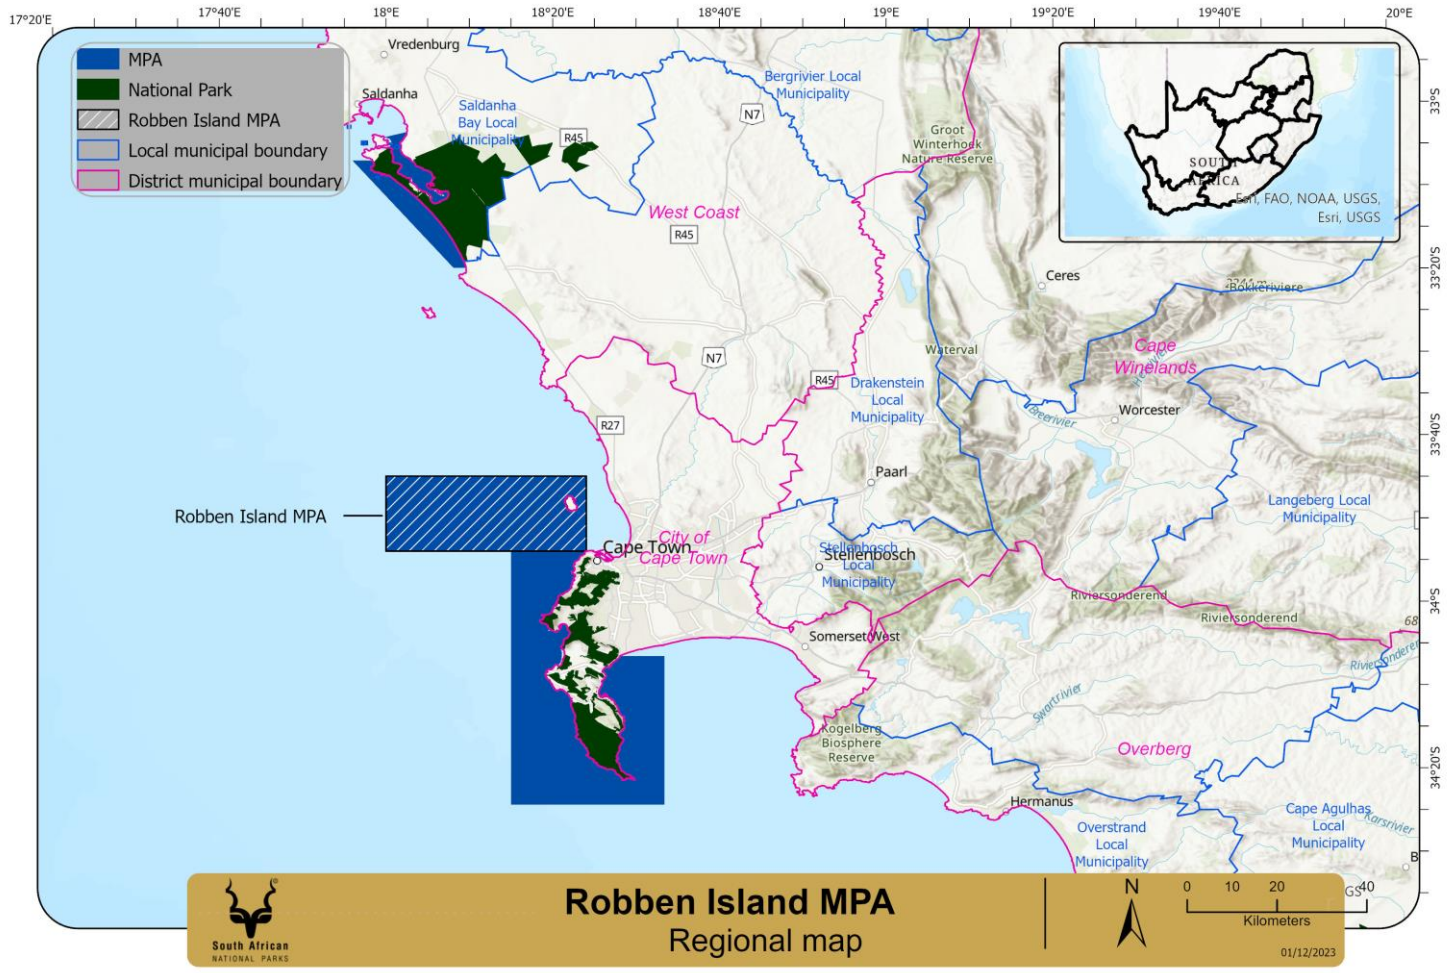 17°20'E
17°40'E
18°E
18°20'E
18°40'E
19°E
19°20'E
19°40'E
20°E
MPA
National Park
Robben Island MPA
Local municipal boundary
District municipal boundary
Vredenburg
Saldanha
Saldanha
Bay Local
Municipality
R45
N7
Bergrivier Local
Municipality
Groot
Winterhoek
Nature Reserve
SOUTH
AFRICA
Esri, FAO, NOAA, USGS,
Esri, USGS
33°S
33°20'S
33°40'S
34°S
34°20'S
West Coast
R45
Ceres
Bokkeriviere
N7
Waterval
Cape
Winelands
R45
Drakenstein
Local
Municipality
Breerivier
Worcester
R27
Paarl
Langeberg Local
Municipality
Robben Island MPA
Cape Town
City of
Cape Town
Stellenbosch
Stellenbosch
Local
Municipality
Riviersonderend
Riviersonderend
68
Somerset West
Riviersonderen
Swartrivier
Kogelberg
Biosphere
Reserve
Overberg
Hermanus
Overstrand
Local
Municipality
Cape Agulhas
Local
Municipality
Karsrivier
B
GS
South African
NATIONAL PARKS
Robben Island MPA
Regional map
N
0 10 20 40
Kilometers
01/12/2023